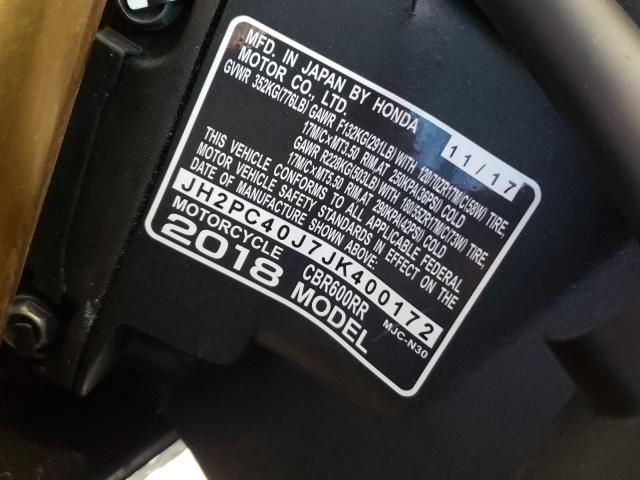 MFD. IN JAPAN BY HONDA
MOTOR CO., LTD. 11/17
GVWR 352KG(776LB) GAWR F132KG(291LB) WITH 120/70ZR17M/C(58W) TIRE,
17M/C×MT3.50 RIM,AT 250KPA(36PSI) COLD
GAWR R228KG(503LB) WITH 180/55ZR17M/C(73W) TIRE,
17M/C×MT5.50 RIM,AT 290KPA(42PSI) COLD
THIS VEHICLE CONFORMS TO ALL APPLICABLE FEDERAL
MOTOR VEHICLE SAFETY STANDARDS IN EFFECT ON THE
DATE OF MANUFACTURE SHOWN ABOVE.
JH2PC40J7JK400172
MOTORCYCLE CBR600RR MJC-N30
2018 MODEL